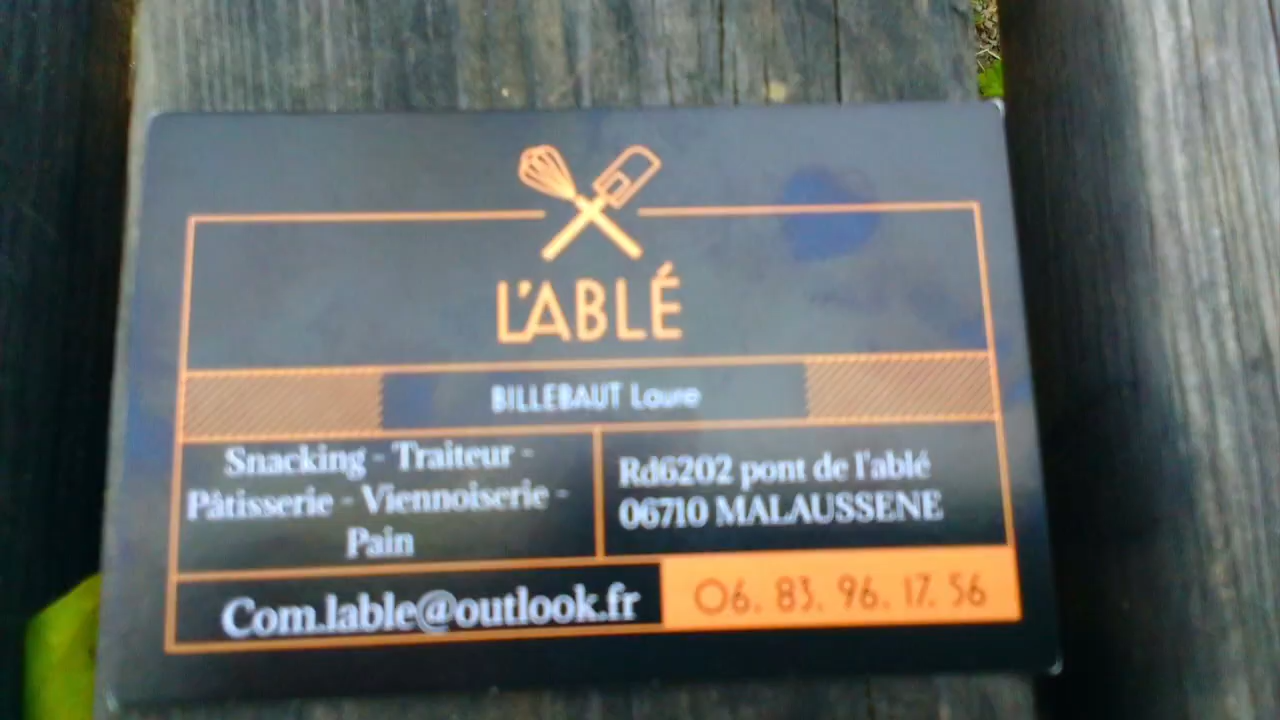 L'ABLÉ
BILLEBAUT Laure
Snacking - Traiteur -
Pâtisserie - Viennoiserie -
Pain
Rd6202 pont de l'ablé
06710 MALAUSSENE
Com.lable@outlook.fr
06. 83. 96. 17. 56